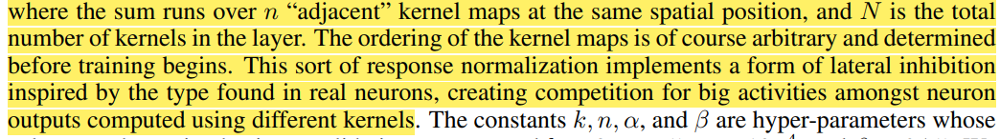 where the sum runs over n “adjacent” kernel maps at the same spatial position, and N is the total
number of kernels in the layer. The ordering of the kernel maps is of course arbitrary and determined
before training begins. This sort of response normalization implements a form of lateral inhibition
inspired by the type found in real neurons, creating competition for big activities amongst neuron
outputs computed using different kernels. The constants k, n, α, and β are hyper-parameters whose